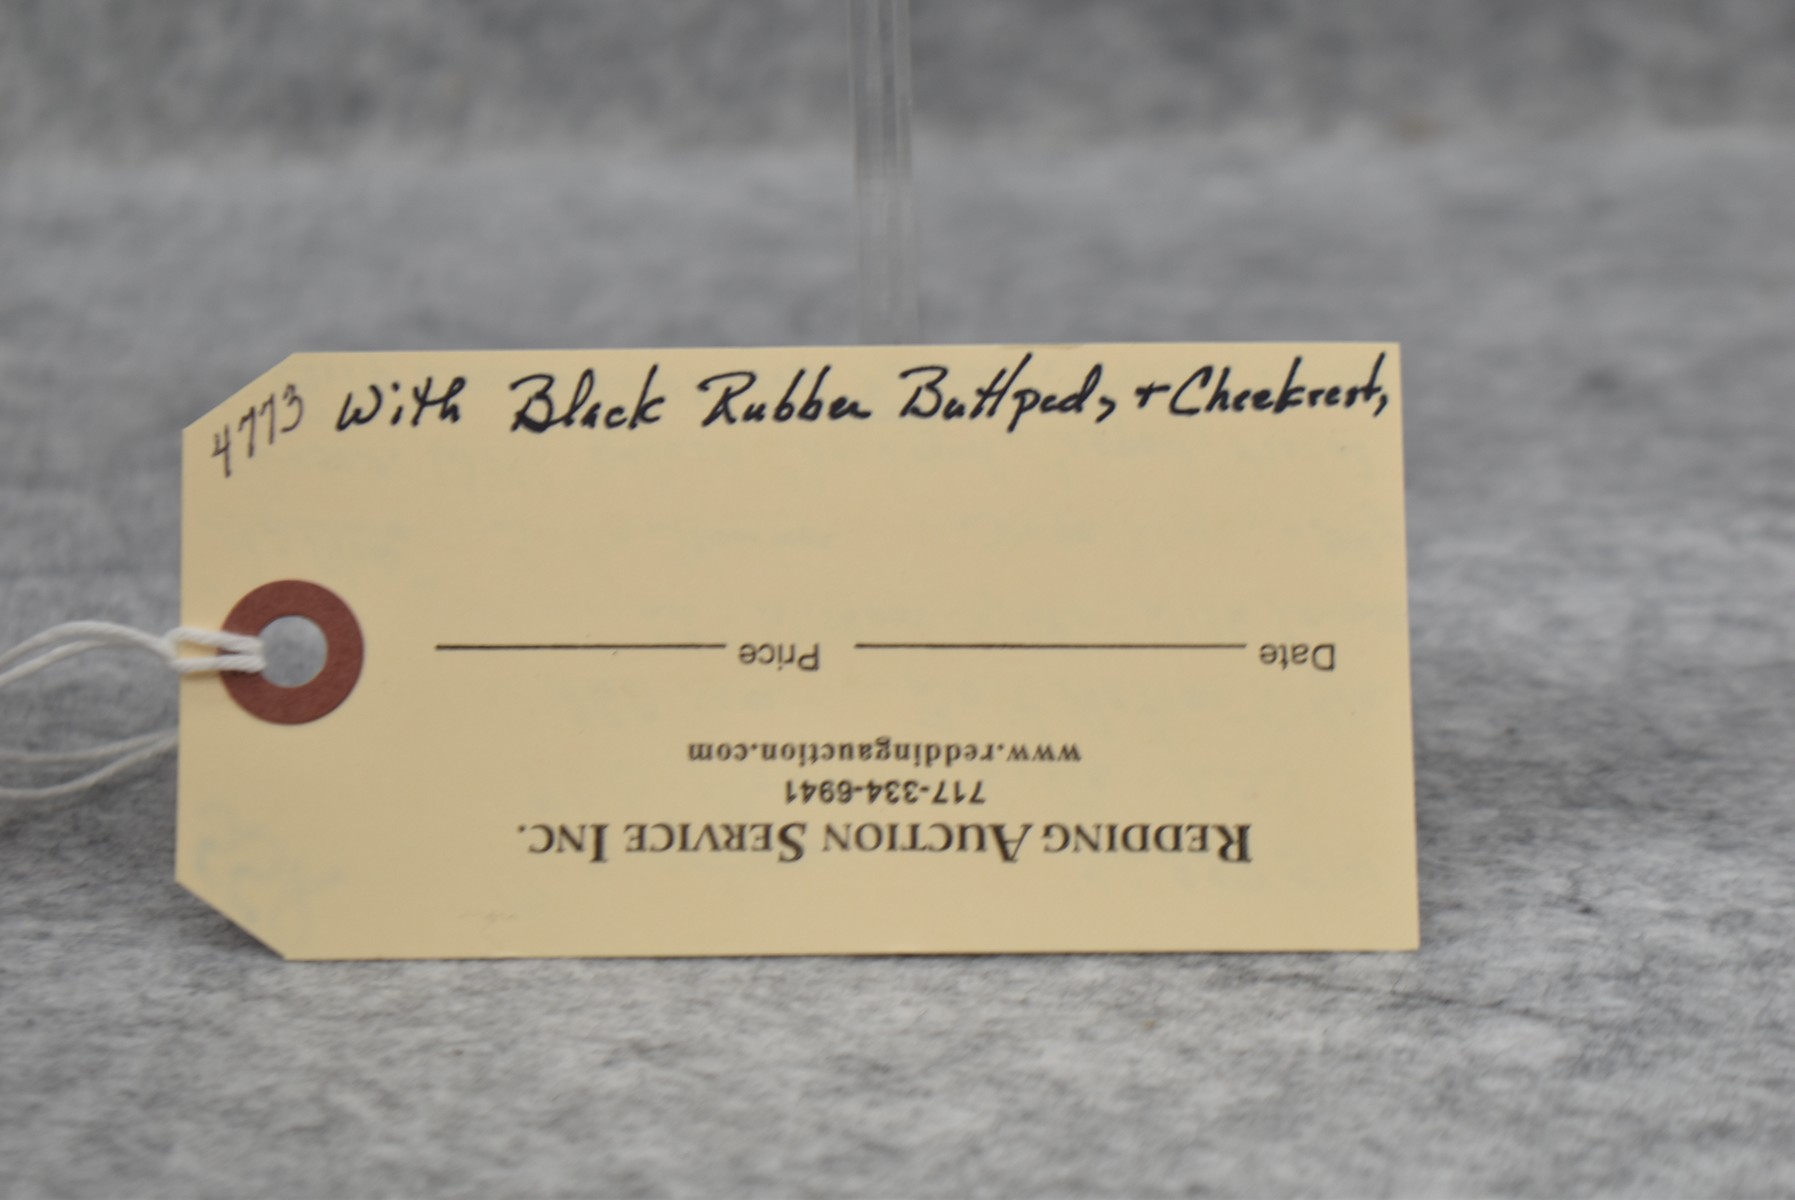 4773 With Black Rubber Buttpad, + Cheekrest,
Redding Auction Service Inc.
717-334-6941
www.reddingauction.com
Date Price